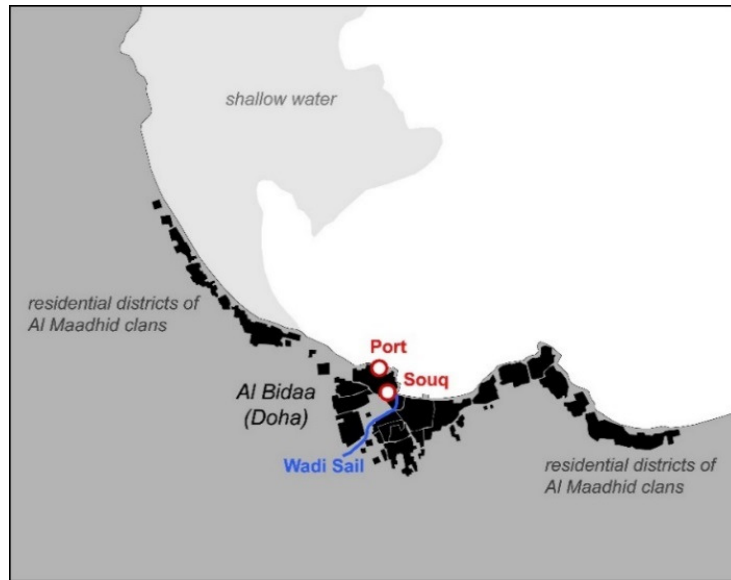 shallow water
residential districts of
Al Maadhid clans
Port
Souq
Al Bidaa
(Doha)
Wadi Sail
residential districts of
Al Maadhid clans